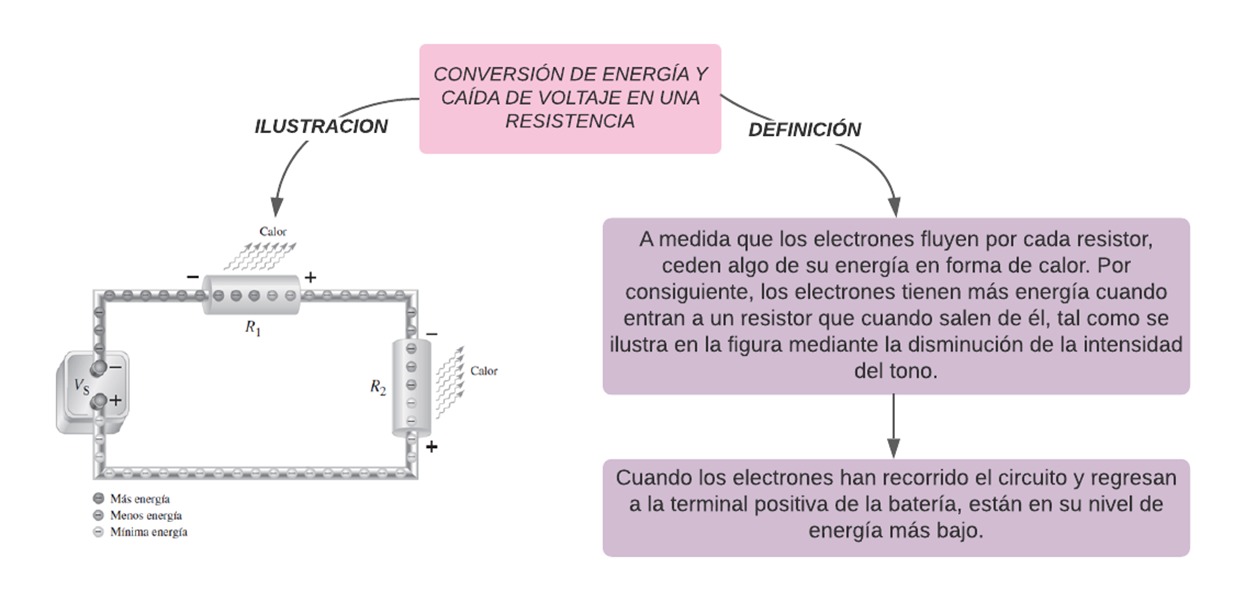 CONVERSIÓN DE ENERGÍA Y
CAÍDA DE VOLTAJE EN UNA
RESISTENCIA
ILUSTRACION
DEFINICIÓN
Calor
− +
R1
−
R2
Calor
+
VS
−
+
Más energía
Menos energía
Mínima energía
A medida que los electrones fluyen por cada resistor,
ceden algo de su energía en forma de calor. Por
consiguiente, los electrones tienen más energía cuando
entran a un resistor que cuando salen de él, tal como se
ilustra en la figura mediante la disminución de la intensidad
del tono.
Cuando los electrones han recorrido el circuito y regresan
a la terminal positiva de la batería, están en su nivel de
energía más bajo.